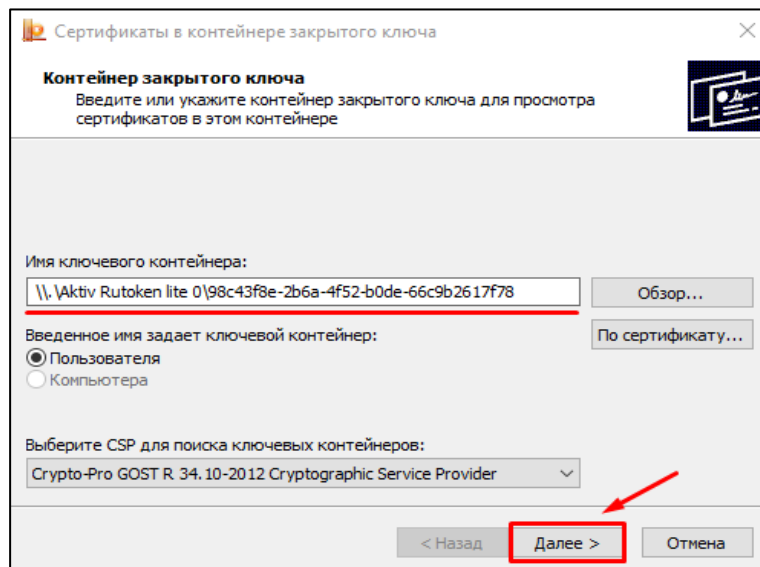 Сертификаты в контейнере закрытого ключа
Контейнер закрытого ключа
Введите или укажите контейнер закрытого ключа для просмотра
сертификатов в этом контейнере
Имя ключевого контейнера:
\\.\Aktiv Rutoken lite 0\98c43f8e-2b6a-4f52-b0de-66c9b2617f78
Обзор...
Введенное имя задает ключевой контейнер:
По сертификату...
Пользователя
Компьютера
Выберите CSP для поиска ключевых контейнеров:
Crypto-Pro GOST R 34.10-2012 Cryptographic Service Provider
< Назад
Далее >
Отмена